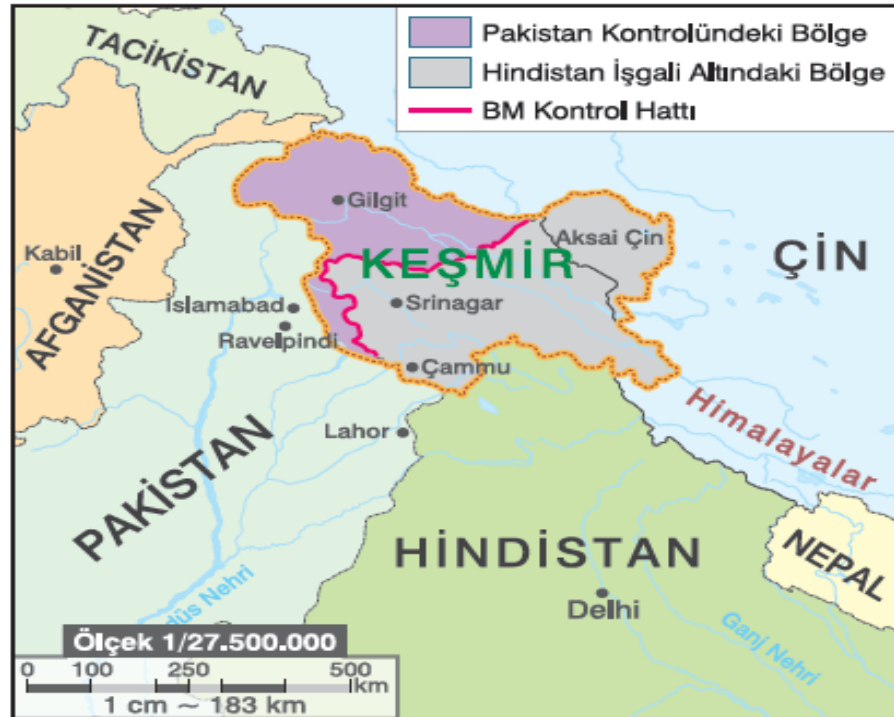 TACİKİSTAN
Pakistan Kontrolündeki Bölge
Hindistan İşgali Altındaki Bölge
BM Kontrol Hattı
Gilgit
AFGANİSTAN
Kabil
KEŞMİR
Aksai Çin
ÇİN
İslamabad
Srinagar
Ravelpindi
Çammu
Lahor
Himalayalar
PAKİSTAN
HİNDİSTAN
NEPAL
Delhi
Ganj Nehri
düs Nehri
Ölçek 1/27.500.000
0 100 250 500
km
1 cm ~ 183 km